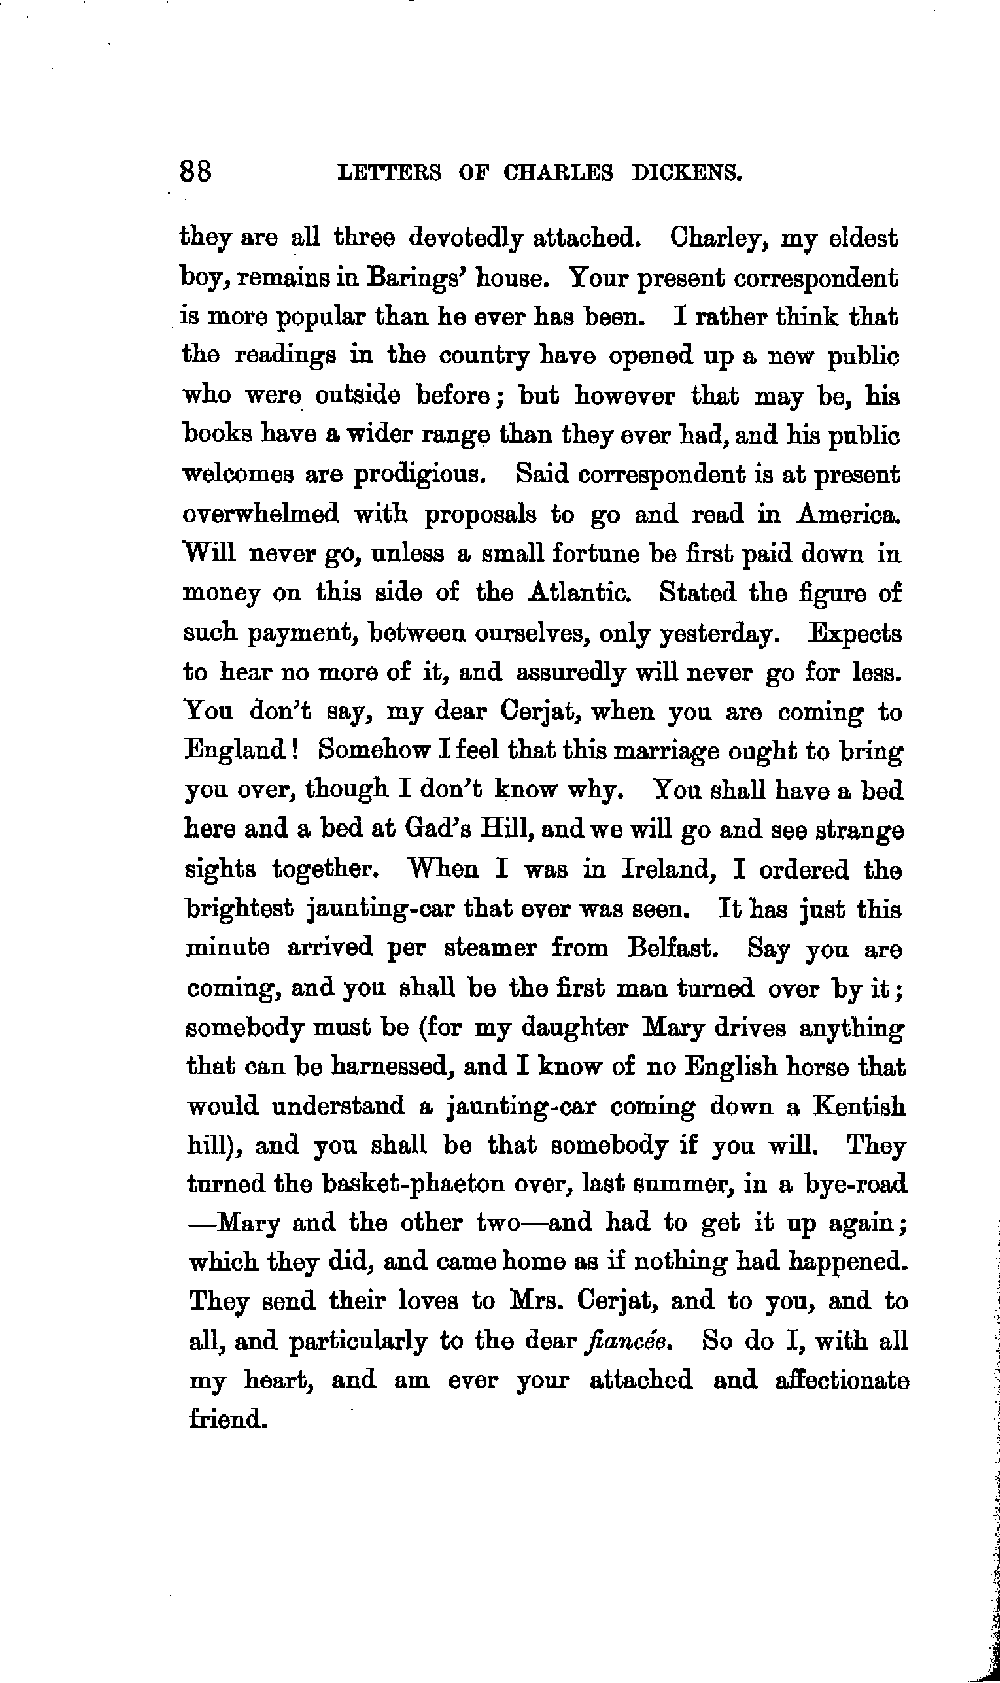 88 LETTERS OF CHARLES DICKENS.
they are all three devotedly attached. Charley, my eldest
boy, remains in Barings' house. Your present correspondent
is more popular than he ever has been. I rather think that
the readings in the country have opened up a new public
who were outside before; but however that may be, his
books have a wider range than they ever had, and his public
welcomes are prodigious. Said correspondent is at present
overwhelmed with proposals to go and read in America.
Will never go, unless a small fortune be first paid down in
money on this side of the Atlantic. Stated the figure of
such payment, between ourselves, only yesterday. Expects
to hear no more of it, and assuredly will never go for less.
You don't say, my dear Cerjat, when you are coming to
England! Somehow I feel that this marriage ought to bring
you over, though I don't know why. You shall have a bed
here and a bed at Gad's Hill, and we will go and see strange
sights together. When I was in Ireland, I ordered the
brightest jaunting-car that ever was seen. It has just this
minute arrived per steamer from Belfast. Say you are
coming, and you shall be the first man turned over by it;
somebody must be (for my daughter Mary drives anything
that can be harnessed, and I know of no English horse that
would understand a jaunting-car coming down a Kentish
hill), and you shall be that somebody if you will. They
turned the basket-phaeton over, last summer, in a bye-road
—Mary and the other two—and had to get it up again;
which they did, and came home as if nothing had happened.
They send their loves to Mrs. Cerjat, and to you, and to
all, and particularly to the dear fiancée. So do I, with all
my heart, and am ever your attached and affectionate
friend.